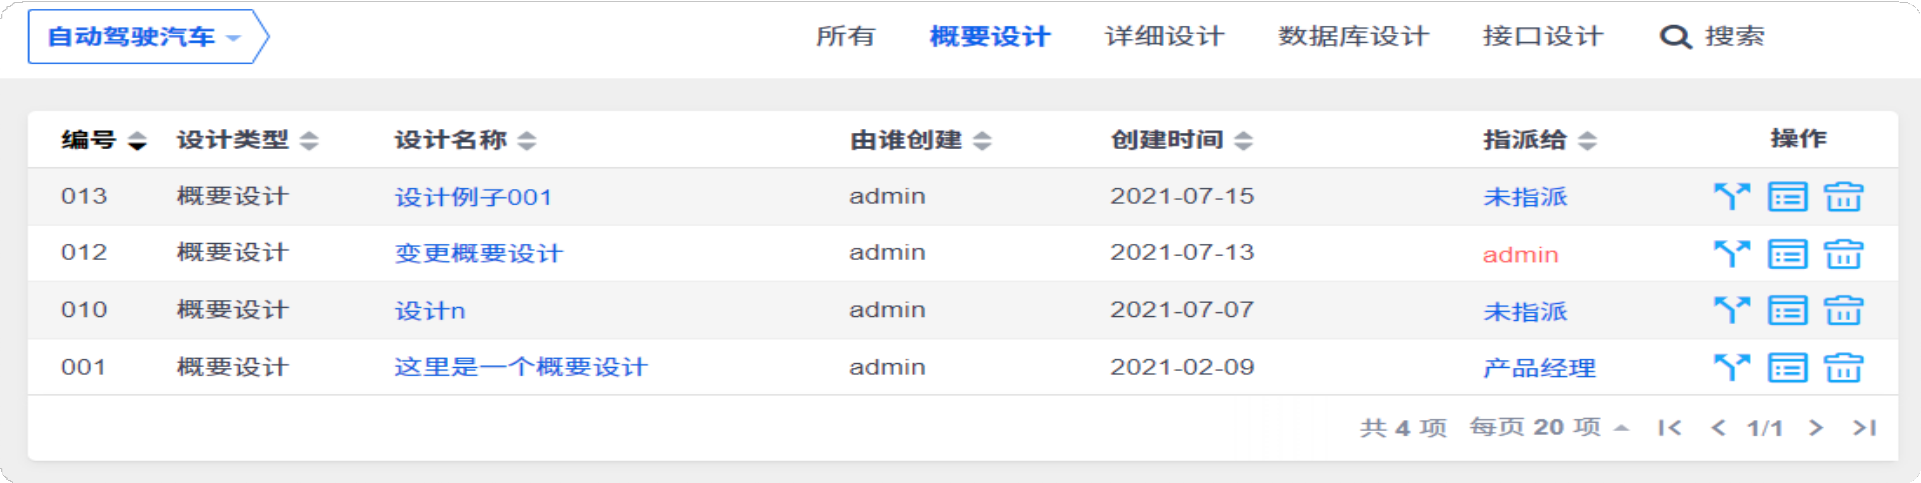 自动驾驶汽车 所有 概要设计 详细设计 数据库设计 接口设计 搜索
编号 设计类型 设计名称 由谁创建 创建时间 指派给 操作
013 概要设计 设计例子001 admin 2021-07-15 未指派
012 概要设计 变更概要设计 admin 2021-07-13 admin
010 概要设计 设计n admin 2021-07-07 未指派
001 概要设计 这里是一个概要设计 admin 2021-02-09 产品经理
共 4 项 每页 20 项 1/1